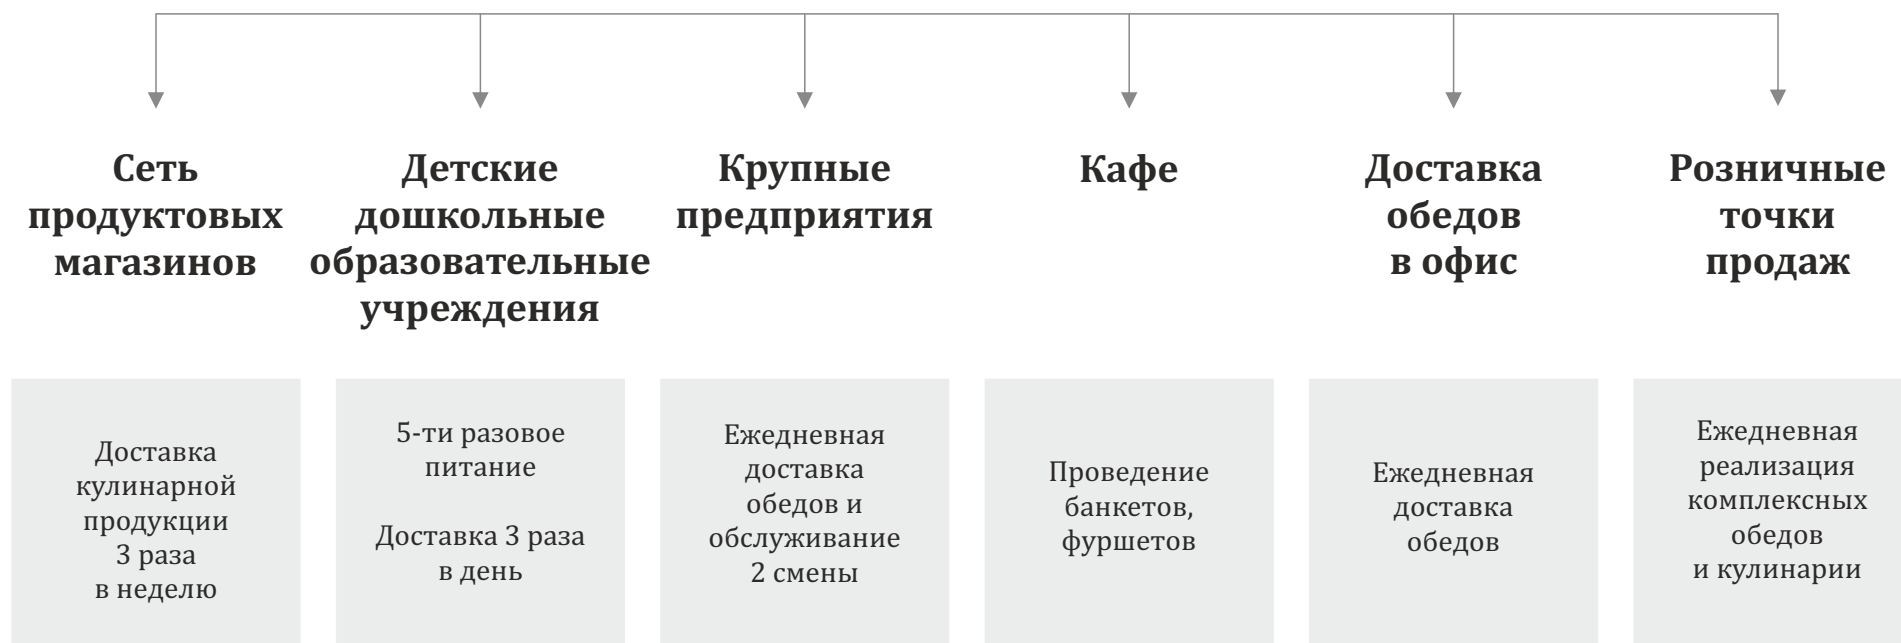 Сеть
продуктовых
магазинов
Детские
дошкольные
образовательные
учреждения
Крупные
предприятия
Кафе
Доставка
обедов
в офис
Розничные
точки
продаж
Доставка
кулинарной
продукции
3 раза
в неделю
5-ти разовое
питание
Доставка 3 раза
в день
Ежедневная
доставка
обедов и
обслуживание
2 смены
Проведение
банкетов,
фуршетов
Ежедневная
доставка
обедов
Ежедневная
реализация
комплексных
обедов
и кулинарии